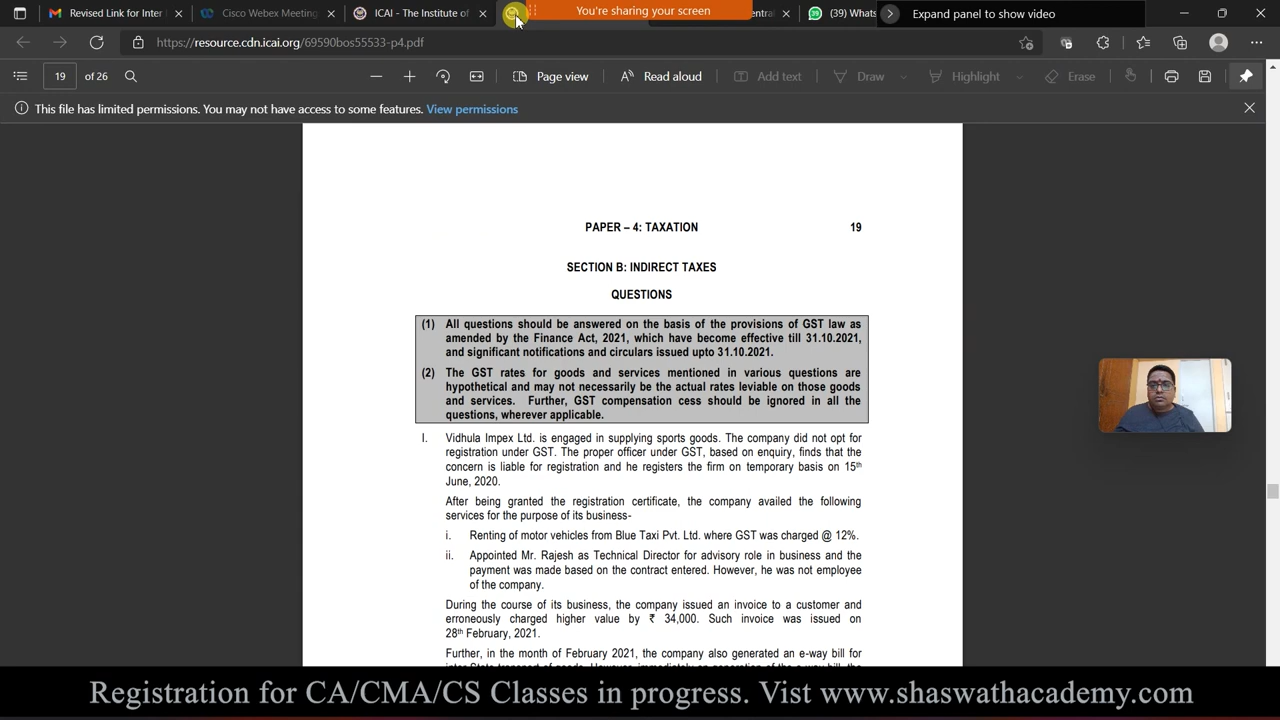 Revised Link for Inter
Cisco Webex Meeting
ICAI - The Institute of
You're sharing your screen
(39) Whats
Expand panel to show video
https://resource.cdn.icai.org/69590bos55533-p4.pdf
19 of 26
Page view
Read aloud
Add text
Draw
Highlight
Erase
This file has limited permissions. You may not have access to some features. View permissions
PAPER – 4: TAXATION 19
SECTION B: INDIRECT TAXES
QUESTIONS
(1) All questions should be answered on the basis of the provisions of GST law as
amended by the Finance Act, 2021, which have become effective till 31.10.2021,
and significant notifications and circulars issued upto 31.10.2021.
(2) The GST rates for goods and services mentioned in various questions are
hypothetical and may not necessarily be the actual rates leviable on those goods
and services. Further, GST compensation cess should be ignored in all the
questions, wherever applicable.
I. Vidhula Impex Ltd. is engaged in supplying sports goods. The company did not opt for
registration under GST. The proper officer under GST, based on enquiry, finds that the
concern is liable for registration and he registers the firm on temporary basis on 15th
June, 2020.
After being granted the registration certificate, the company availed the following
services for the purpose of its business-
i. Renting of motor vehicles from Blue Taxi Pvt. Ltd. where GST was charged @ 12%.
ii. Appointed Mr. Rajesh as Technical Director for advisory role in business and the
payment was made based on the contract entered. However, he was not employee
of the company.
During the course of its business, the company issued an invoice to a customer and
erroneously charged higher value by ₹ 34,000. Such invoice was issued on
28th February, 2021.
Further, in the month of February 2021, the company also generated an e-way bill for
Registration for CA/CMA/CS Classes in progress. Vist www.shaswathacademy.com